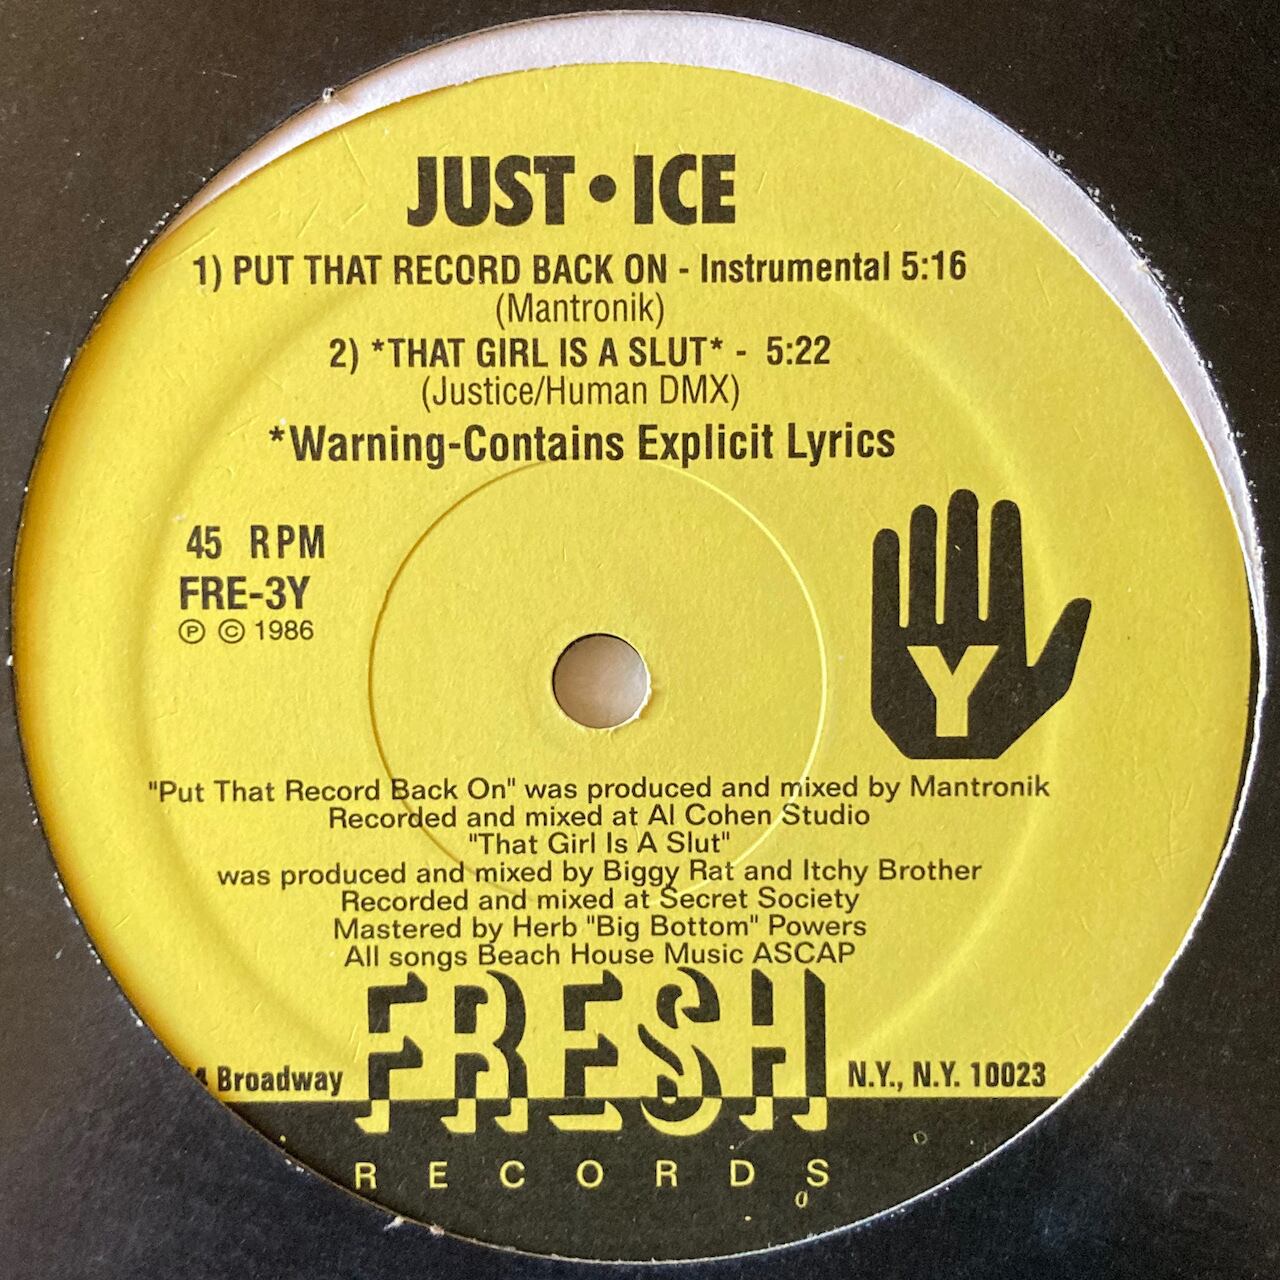 JUST • ICE
1) PUT THAT RECORD BACK ON - Instrumental 5:16
(Mantronik)
2) *THAT GIRL IS A SLUT* - 5:22
(Justice/Human DMX)
*Warning-Contains Explicit Lyrics
45 RPM
FRE-3Y
℗ © 1986
Y
"Put That Record Back On" was produced and mixed by Mantronik
Recorded and mixed at Al Cohen Studio
"That Girl Is A Slut"
was produced and mixed by Biggy Rat and Itchy Brother
Recorded and mixed at Secret Society
Mastered by Herb "Big Bottom" Powers
All songs Beach House Music ASCAP
Broadway FRESH N.Y., N.Y. 10023
RECORDS